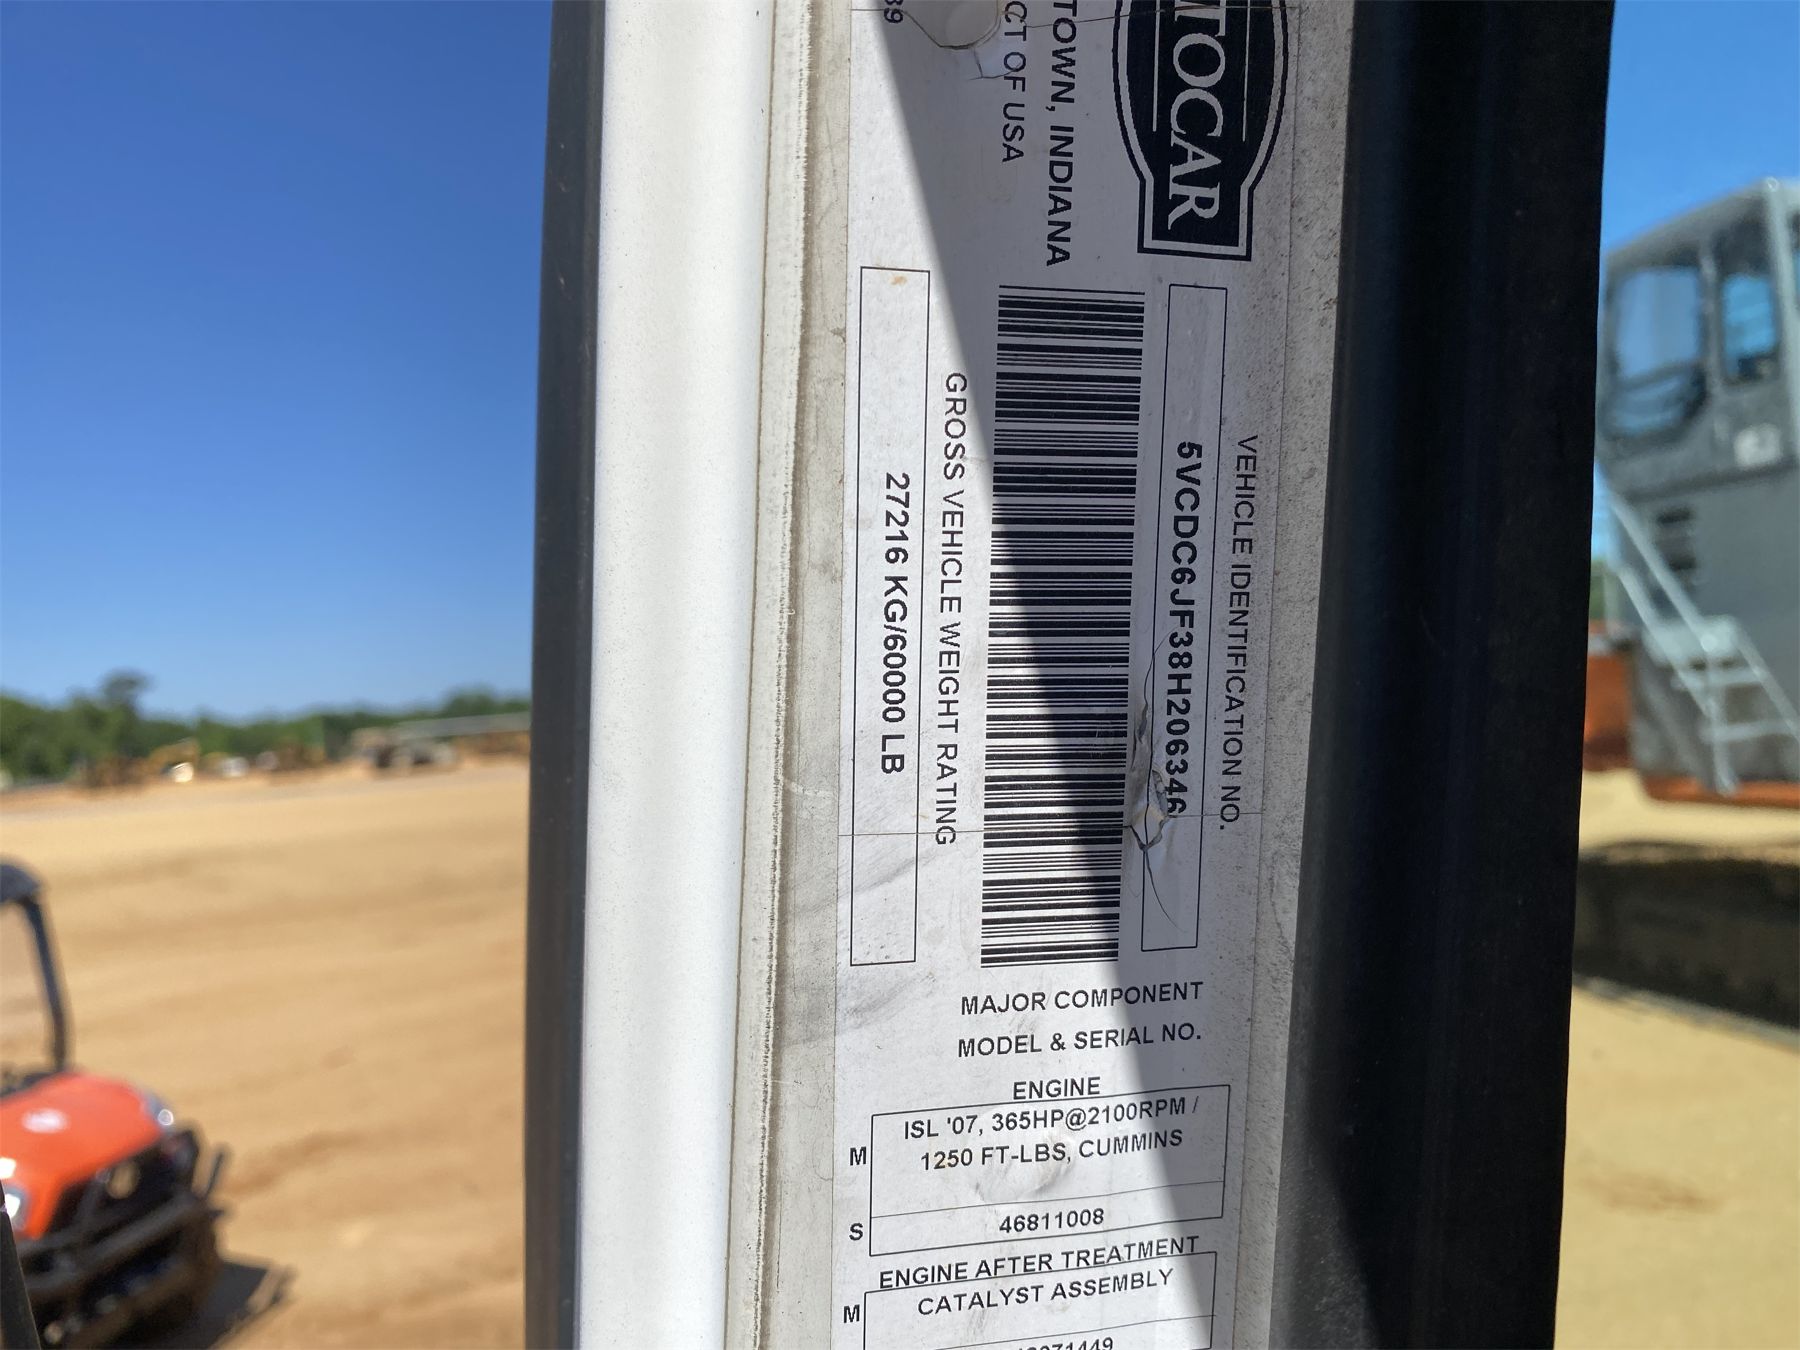 TOCAR
TOWN, INDIANA
CT OF USA
39
VEHICLE IDENTIFICATION NO.
5VCDC6JF38H206346
GROSS VEHICLE WEIGHT RATING
27216 KG/60000 LB
MAJOR COMPONENT
MODEL & SERIAL NO.
ENGINE
M ISL '07, 365HP@2100RPM /
1250 FT-LBS, CUMMINS
S 46811008
ENGINE AFTER TREATMENT
M CATALYST ASSEMBLY